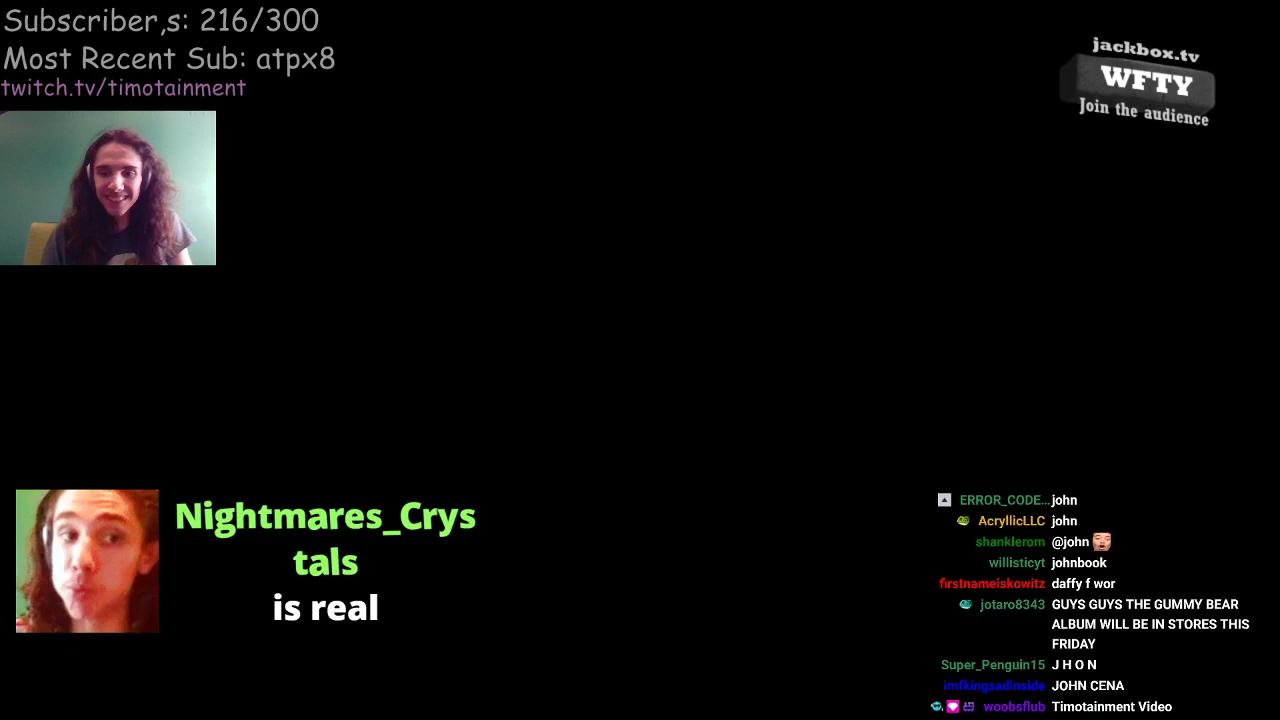 Subscriber,s: 216/300
Most Recent Sub: atpx8
twitch.tv/timotainment
jackbox.tv
WFTY
Join the audience
Nightmares_Crys
tals
is real
ERROR_CODE... john
AcryllicLLC john
shanklerom @john
willisticyt johnbook
firstnameiskowitz daffy f wor
jotaro8343 GUYS GUYS THE GUMMY BEAR
ALBUM WILL BE IN STORES THIS
FRIDAY
Super_Penguin15 J H O N
imfkingsadinside JOHN CENA
woobsflub Timotainment Video